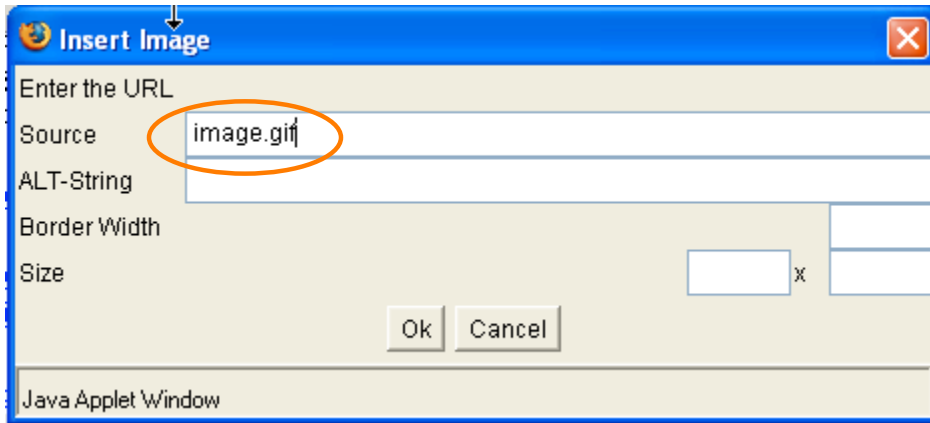 Insert Image
Enter the URL
Source image.gif
ALT-String
Border Width
Size x
Ok Cancel
Java Applet Window